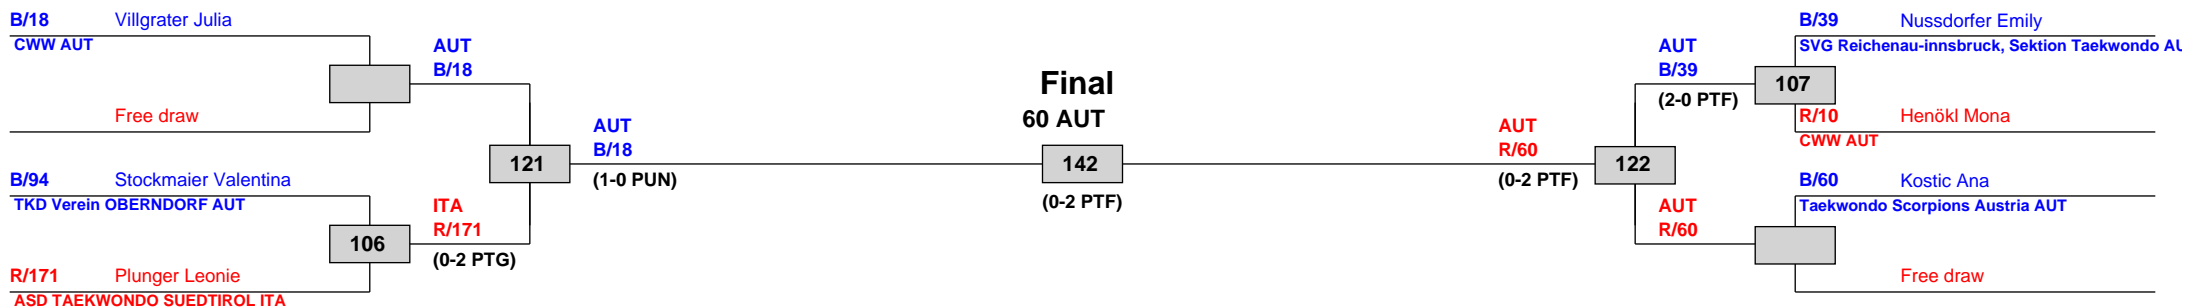 B/18 Villgrater Julia
CWW AUT
Free draw
AUT
B/18
B/94 Stockmaier Valentina
TKD Verein OBERNDORF AUT
106
R/171 Plunger Leonie
ASD TAEKWONDO SUEDTIROL ITA
ITA
R/171
(0-2 PTG)
121
AUT
B/18
(1-0 PUN)
Final
60 AUT
142
(0-2 PTF)
AUT
R/60
(0-2 PTF)
122
AUT
B/39
(2-0 PTF)
107
B/39 Nussdorfer Emily
SVG Reichenau-innsbruck, Sektion Taekwondo AU
R/10 Henökl Mona
CWW AUT
AUT
R/60
B/60 Kostic Ana
Taekwondo Scorpions Austria AUT
Free draw